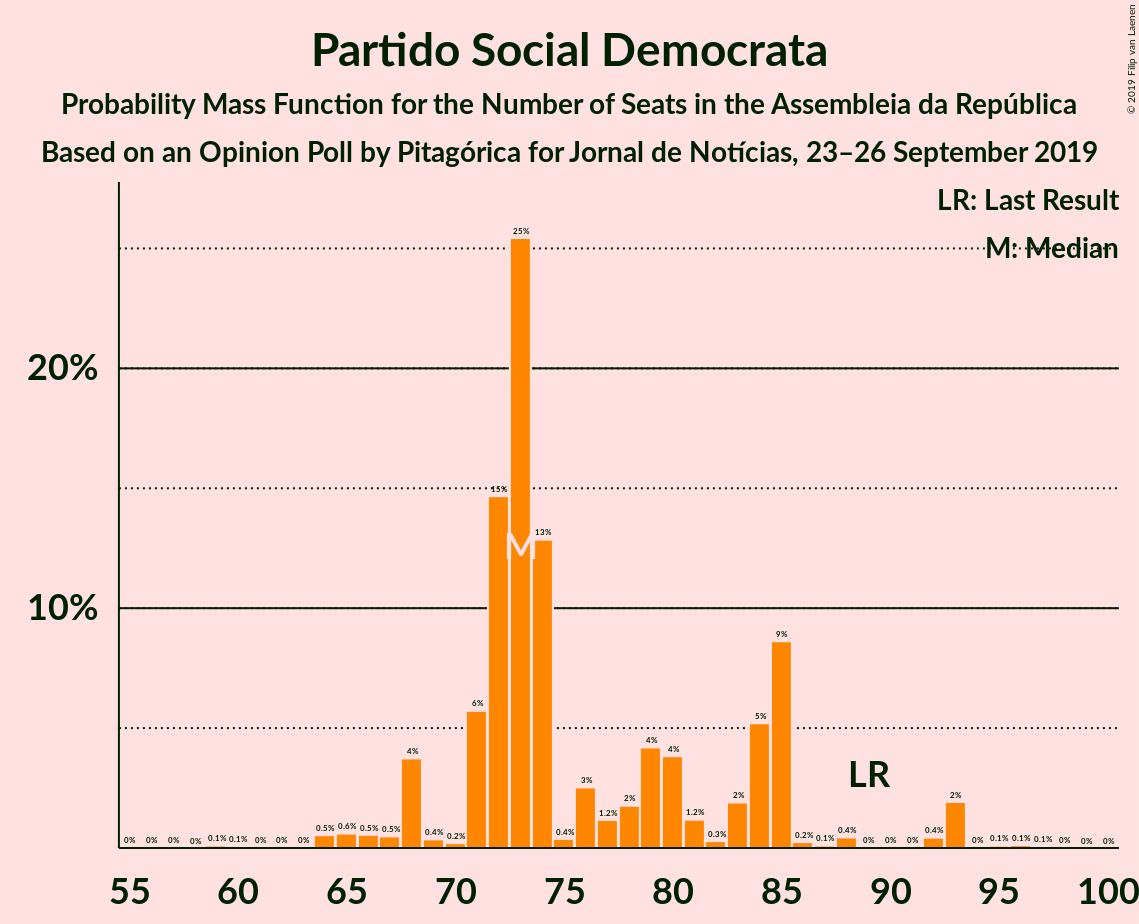 Partido Social Democrata
Probability Mass Function for the Number of Seats in the Assembleia da República
Based on an Opinion Poll by Pitagórica for Jornal de Notícias, 23–26 September 2019
© 2019 Filip van Laenen
LR: Last Result
M: Median
20%
10%
0% 0% 0% 0% 0.1% 0.1% 0% 0% 0% 0.5% 0.6% 0.5% 0.5% 4% 0.4% 0.2% 6% 15% 25% 13% 0.4% 3% 1.2% 2% 4% 4% 1.2% 0.3% 2% 5% 9% 0.2% 0.1% 0.4% 0% 0% 0% 0.4% 2% 0% 0.1% 0.1% 0.1% 0% 0% 0%
M
LR
55 60 65 70 75 80 85 90 95 100